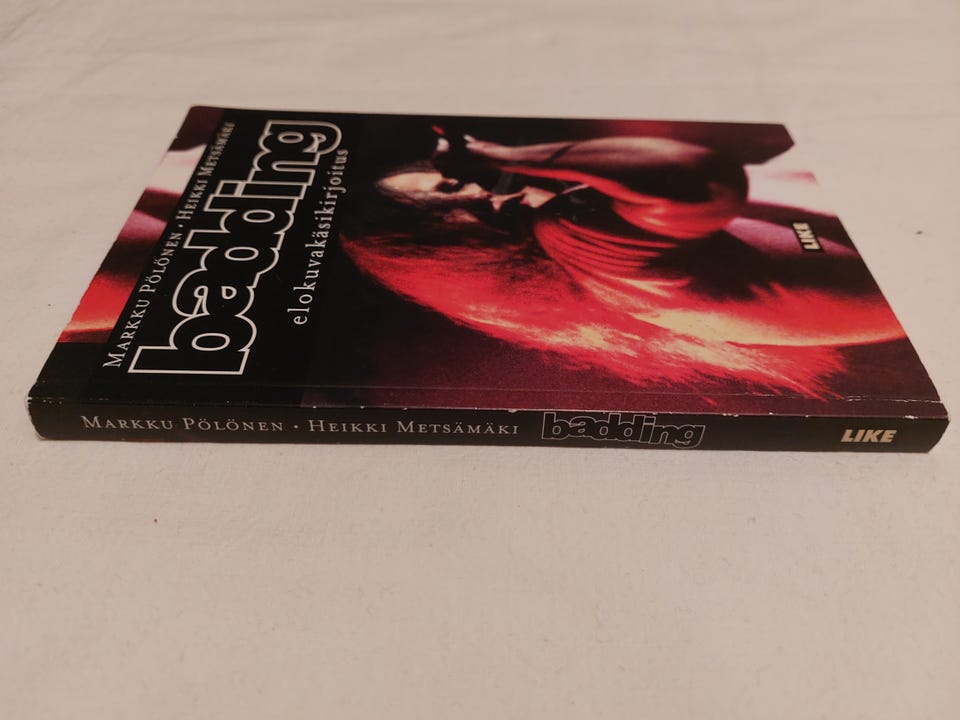 MARKKU PÖLÖNEN • HEIKKI METSÄMÄKI
badding
elokuvakäsikirjoitus
LIKE
MARKKU PÖLÖNEN • HEIKKI METSÄMÄKI badding LIKE